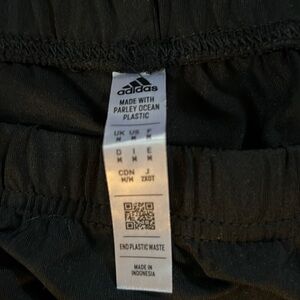 adidas
MADE WITH
PARLEY OCEAN
PLASTIC
UK US F
M M M
D I E
M M M
CDN J
M/M 2XOT
END PLASTIC WASTE
MADE IN
INDONESIA